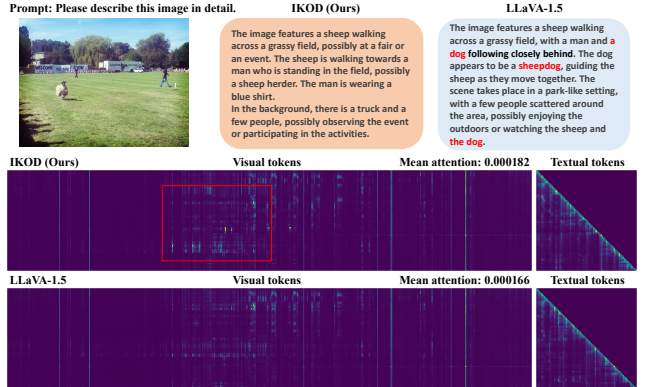 Prompt: Please describe this image in detail.
IKOD (Ours)
LLaVA-1.5
The image features a sheep walking
across a grassy field, possibly at a fair or
an event. The sheep is walking towards a
man who is standing in the field, possibly
a sheep herder. The man is wearing a
blue shirt.
In the background, there is a truck and a
few people, possibly observing the event
or participating in the activities.
The image features a sheep walking
across a grassy field, with a man and a
dog following closely behind. The dog
appears to be a sheepdog, guiding the
sheep as they move together. The
scene takes place in a park-like setting,
with a few people scattered around
the area, possibly enjoying the
outdoors or watching the sheep and
the dog.
IKOD (Ours)
Visual tokens
Mean attention: 0.000182
Textual tokens
LLaVA-1.5
Visual tokens
Mean attention: 0.000166
Textual tokens